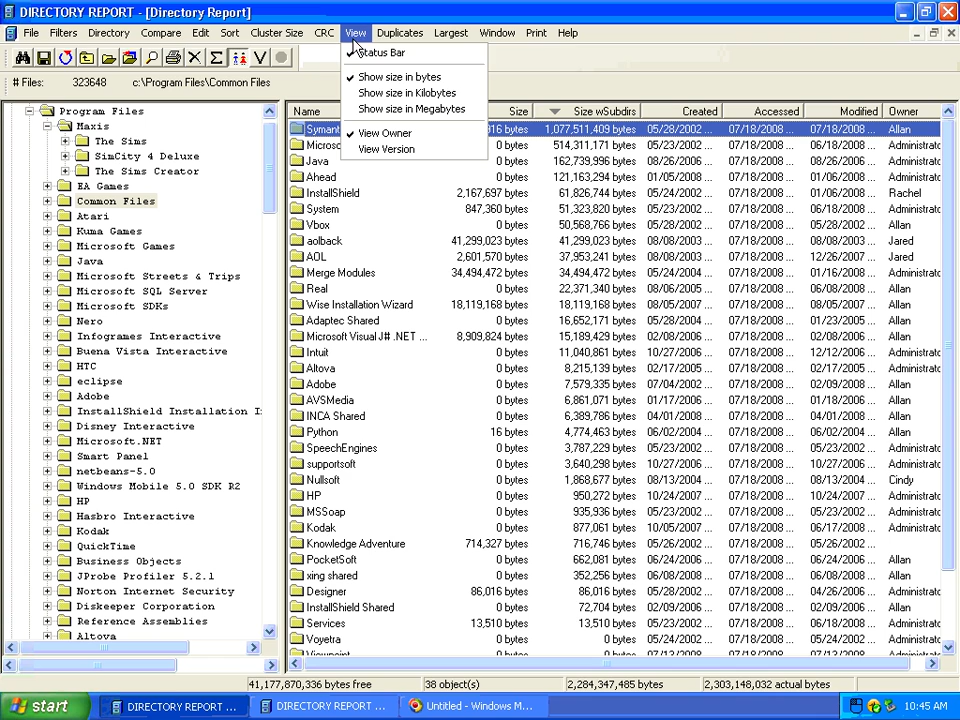 DIRECTORY REPORT - [Directory Report]
File Filters Directory Compare Edit Sort Cluster Size CRC View Duplicates Largest Window Print Help
Status Bar
Show size in bytes
Show size in Kilobytes
Show size in Megabytes
View Owner
View Version
# Files: 323648 c:\Program Files\Common Files
Program Files
Maxis
The Sims
SimCity 4 Deluxe
The Sims Creator
EA Games
Common Files
Atari
Kuma Games
Microsoft Games
Java
Microsoft Streets & Trips
Microsoft SQL Server
Microsoft SDKs
Nero
Infogrames Interactive
Buena Vista Interactive
HTC
eclipse
Adobe
InstallShield Installation I
Disney Interactive
Microsoft.NET
Smart Panel
netbeans-5.0
Windows Mobile 5.0 SDK R2
HP
Hasbro Interactive
Kodak
QuickTime
Business Objects
JProbe Profiler 5.2.1
Norton Internet Security
Diskeeper Corporation
Reference Assemblies
Altova
Name Size Size wSubdirs Created Accessed Modified Owner
Symant 916 bytes 1,077,511,409 bytes 05/28/2002 ... 07/18/2008 ... 07/18/2008 ... Allan
Microso 514,311,171 bytes 05/23/2002 ... 07/18/2008 ... 07/18/2008 ... Administrato
Java 162,739,996 bytes 08/26/2006 ... 07/18/2008 ... 08/26/2006 ... Administrato
Ahead 121,163,294 bytes 01/05/2008 ... 07/18/2008 ... 01/06/2008 ... Administrato
InstallShield 2,167,697 bytes 61,826,744 bytes 05/24/2002 ... 07/18/2008 ... 01/06/2008 ... Rachel
System 847,360 bytes 51,323,820 bytes 05/23/2002 ... 07/18/2008 ... 06/18/2008 ... Administrato
Vbox 0 bytes 50,568,766 bytes 05/28/2002 ... 07/18/2008 ... 05/28/2002 ... Allan
aolback 41,299,023 bytes 41,299,023 bytes 08/08/2003 ... 07/18/2008 ... 08/08/2003 ... Jared
AOL 2,601,570 bytes 37,953,241 bytes 08/08/2003 ... 07/18/2008 ... 12/26/2007 ... Jared
Merge Modules 34,494,472 bytes 34,494,472 bytes 05/24/2004 ... 07/18/2008 ... 01/16/2008 ... Administrato
Real 0 bytes 22,371,340 bytes 08/06/2005 ... 07/18/2008 ... 08/06/2008 ... Allan
Wise Installation Wizard 18,119,168 bytes 18,119,168 bytes 08/05/2007 ... 07/18/2008 ... 08/05/2007 ... Allan
Adaptec Shared 0 bytes 16,652,171 bytes 05/28/2004 ... 07/18/2008 ... 01/23/2005 ... Allan
Microsoft Visual J# .NET ... 8,909,824 bytes 15,189,429 bytes 02/08/2006 ... 07/18/2008 ... 02/08/2006 ... Administrato
Intuit 0 bytes 11,040,861 bytes 10/27/2006 ... 07/18/2008 ... 12/12/2006 ... Administrato
Altova 0 bytes 8,215,139 bytes 02/17/2005 ... 07/18/2008 ... 02/17/2005 ... Administrato
Adobe 0 bytes 7,579,335 bytes 07/04/2002 ... 07/18/2008 ... 02/09/2008 ... Allan
AVSMedia 0 bytes 6,861,071 bytes 01/17/2006 ... 07/18/2008 ... 01/17/2006 ... Allan
INCA Shared 0 bytes 6,389,786 bytes 04/01/2008 ... 07/18/2008 ... 04/01/2008 ... Allan
Python 16 bytes 4,774,463 bytes 06/02/2004 ... 07/18/2008 ... 06/02/2004 ... Allan
SpeechEngines 0 bytes 3,787,229 bytes 05/23/2002 ... 07/18/2008 ... 05/23/2002 ... Administrato
supportsoft 0 bytes 3,640,298 bytes 10/27/2006 ... 07/18/2008 ... 10/27/2006 ... Administrato
Nullsoft 0 bytes 1,868,677 bytes 08/13/2004 ... 07/18/2008 ... 08/13/2004 ... Cindy
HP 0 bytes 950,272 bytes 10/24/2007 ... 07/18/2008 ... 10/24/2007 ... Administrato
MSSoap 0 bytes 935,936 bytes 05/23/2002 ... 07/18/2008 ... 05/23/2002 ... Administrato
Kodak 0 bytes 877,061 bytes 10/05/2007 ... 07/18/2008 ... 06/17/2008 ... Administrato
Knowledge Adventure 714,327 bytes 716,746 bytes 05/26/2002 ... 07/18/2008 ... 05/26/2002 ...
PocketSoft 0 bytes 662,081 bytes 06/24/2006 ... 07/18/2008 ... 06/24/2006 ... Allan
xing shared 0 bytes 352,256 bytes 06/08/2008 ... 07/18/2008 ... 06/08/2008 ... Allan
Designer 86,016 bytes 86,016 bytes 05/28/2002 ... 07/18/2008 ... 04/26/2006 ... Administrato
InstallShield Shared 0 bytes 72,704 bytes 02/09/2006 ... 07/18/2008 ... 02/09/2006 ... Allan
Services 13,510 bytes 13,510 bytes 05/23/2002 ... 07/18/2008 ... 06/18/2008 ... Administrato
Voyetra 0 bytes 0 bytes 05/24/2002 ... 07/18/2008 ... 05/24/2002 ... Administrato
Viewpoint
41,177,870,336 bytes free 38 object(s) 2,284,347,485 bytes 2,303,148,032 actual bytes
start DIRECTORY REPORT ... DIRECTORY REPORT ... Untitled - Windows M... 10:45 AM